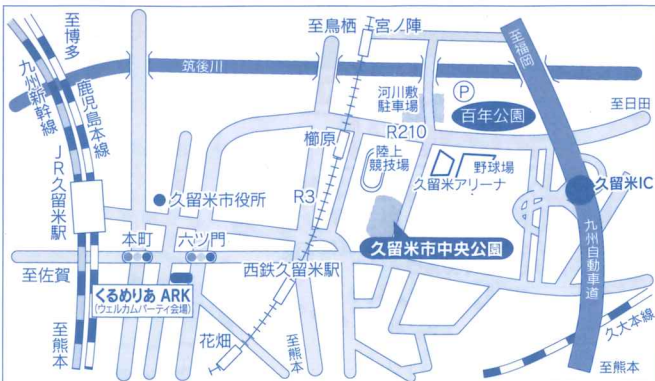 至博多
九州新幹線
鹿児島本線
JR久留米駅
至熊本
筑後川
至鳥栖
宮ノ陣
河川敷
駐車場
P
百年公園
至福岡
至日田
R210
櫛原
陸上
競技場
久留米アリーナ
野球場
久留米IC
R3
久留米市役所
久留米市中央公園
九州自動車道
本町
六ツ門
西鉄久留米駅
至佐賀
くるめりあ ARK
(ウェルカムパーティ会場)
花畑
至熊本
久大本線
至熊本